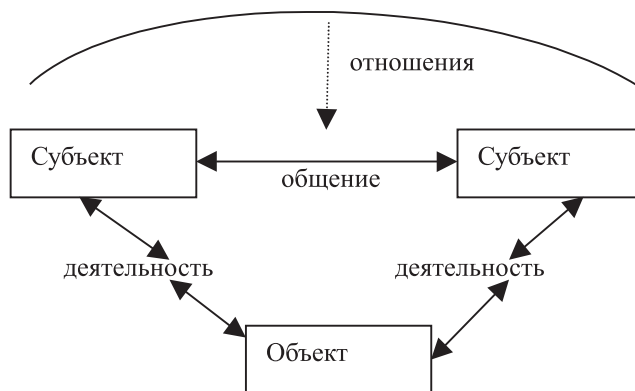 отношения
Субъект
Субъект
общение
деятельность
деятельность
Объект